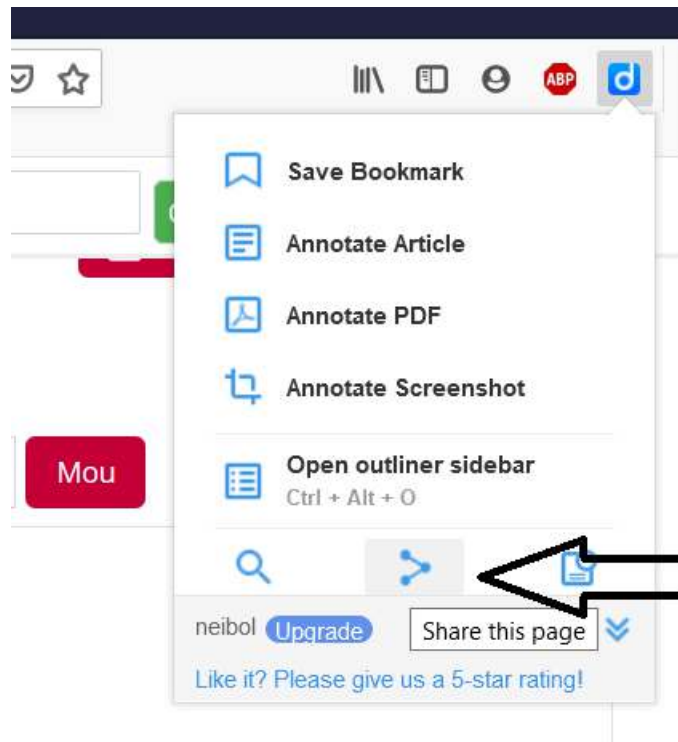 ABP
d
Save Bookmark
Annotate Article
Annotate PDF
Annotate Screenshot
Mou
Open outliner sidebar
Ctrl + Alt + O
neibol Upgrade
Share this page
Like it? Please give us a 5-star rating!